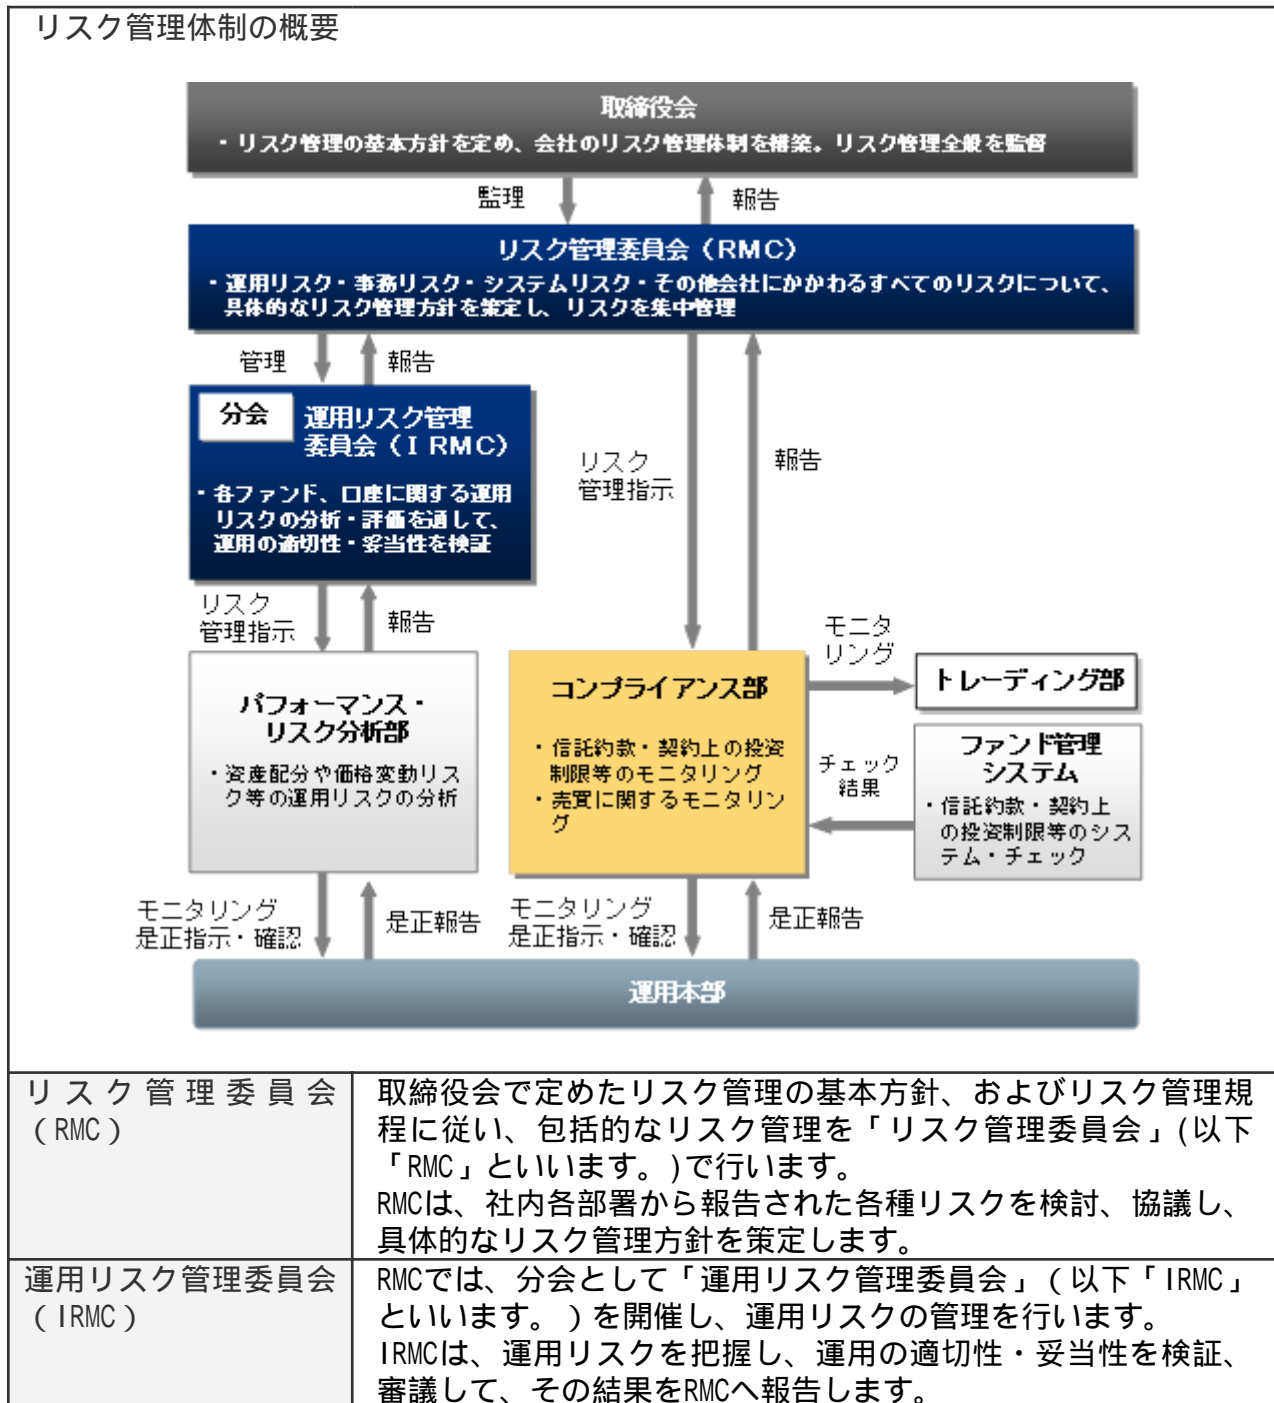 リスク管理体制の概要
取締役会
・リスク管理の基本方針を定め、会社のリスク管理体制を構築。リスク管理全般を監督
監理
報告
リスク管理委員会（RMC）
・運用リスク・事務リスク・システムリスク・その他会社にかかわるすべてのリスクについて、
具体的なリスク管理方針を策定し、リスクを集中管理
管理
報告
分会
運用リスク管理
委員会（IRMC）
・各ファンド、口座に関する運用
リスクの分析・評価を通して、
運用の適切性・妥当性を検証
リスク
管理指示
報告
リスク
管理指示
報告
パフォーマンス・
リスク分析部
・資産配分や価格変動リス
ク等の運用リスクの分析
コンプライアンス部
・信託約款・契約上の投資
制限等のモニタリング
・売買に関するモニタリン
グ
モニタ
リング
トレーディング部
チェック
結果
ファンド管理
システム
・信託約款・契約上
の投資制限等のシス
テム・チェック
モニタリング
是正指示・確認
是正報告
モニタリング
是正指示・確認
是正報告
運用本部
リスク管理委員会
（RMC）
取締役会で定めたリスク管理の基本方針、およびリスク管理規
程に従い、包括的なリスク管理を「リスク管理委員会」(以下
「RMC」といいます。)で行います。
RMCは、社内各部署から報告された各種リスクを検討、協議し、
具体的なリスク管理方針を策定します。
運用リスク管理委員会
（IRMC）
RMCでは、分会として「運用リスク管理委員会」（以下「IRMC」
といいます。）を開催し、運用リスクの管理を行います。
IRMCは、運用リスクを把握し、運用の適切性・妥当性を検証、
審議して、その結果をRMCへ報告します。